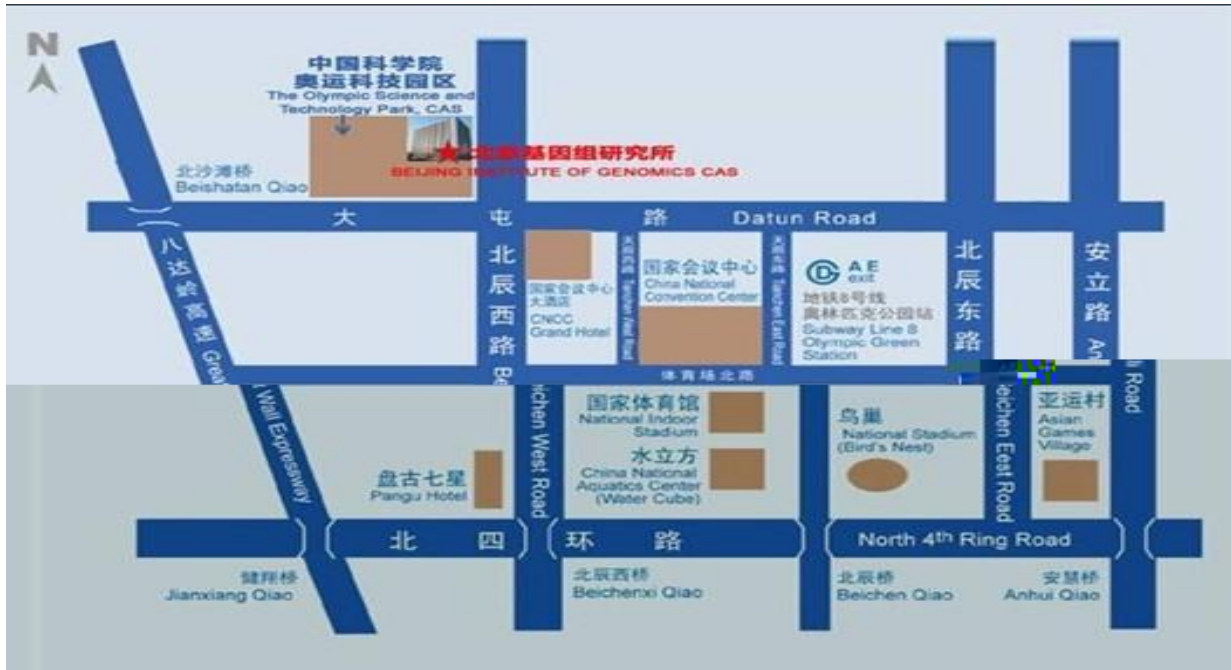 N
中国科学院
奥运科技园区
The Olympic Science and
Technology Park, CAS
北京基因组研究所
BEIJING INSTITUTE OF GENOMICS CAS
北沙滩桥
Beishatan Qiao
大 屯 路 Datun Road
八达岭高速 Great Wall Expressway
北辰西路 Beichen West Road
国家会议中心
大酒店
CNCC
Grand Hotel
天辰西路 Tianchen West Road
国家会议中心
China National
Convention Center
天辰东路 Tianchen East Road
A E
exit
地铁8号线
奥林匹克公园站
Subway Line 8
Olympic Green
Station
北辰东路
Beichen Eest Road
安立路 An
li Road
体育场北路
国家体育馆
National Indoor
Stadium
水立方
China National
Aquatics Center
(Water Cube)
鸟巢
National Stadium
(Bird's Nest)
亚运村
Asian
Games
Village
盘古七星
Pangu Hotel
北 四 环 路 North 4th Ring Road
健翔桥
Jianxiang Qiao
北辰西桥
Beichenxi Qiao
北辰桥
Beichen Qiao
安慧桥
Anhui Qiao